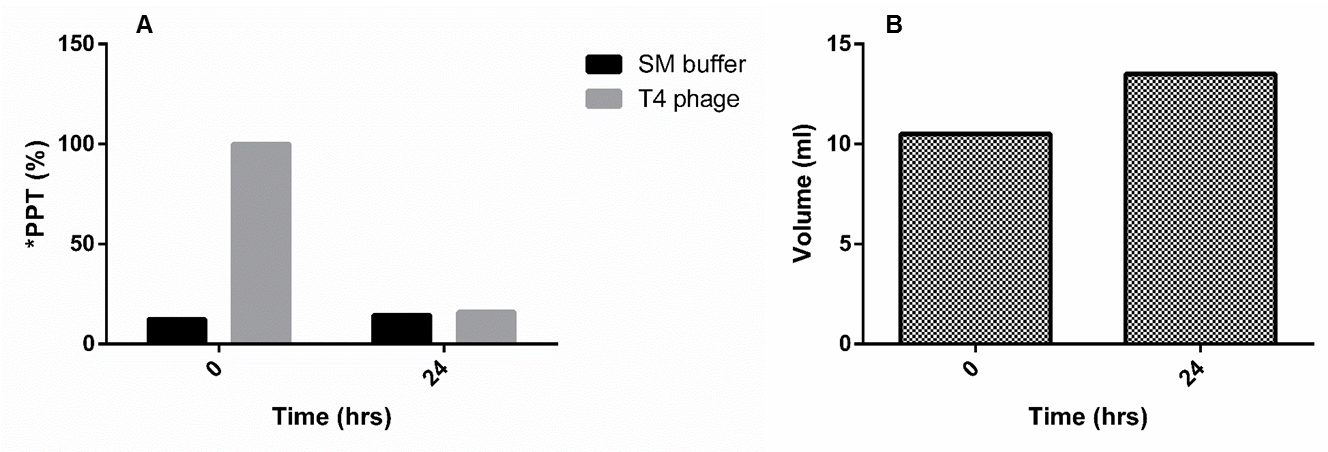 A
150
100
50
0
*PPT (%)
0
24
Time (hrs)
SM buffer
T4 phage
B
15
10
5
0
Volume (ml)
0
24
Time (hrs)